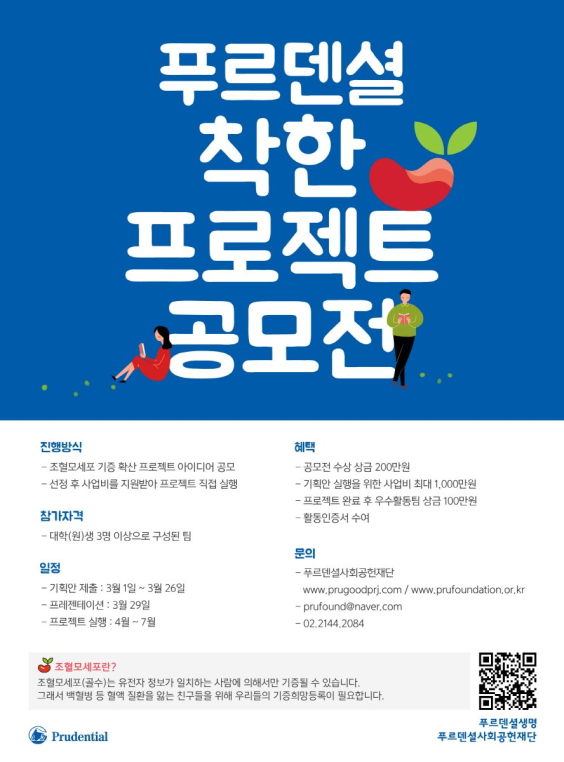 푸르덴셜
착한
프로젝트
공모전
진행방식
- 조혈모세포 기증 확산 프로젝트 아이디어 공모
- 선정 후 사업비를 지원받아 프로젝트 직접 실행
참가자격
- 대학(원)생 3명 이상으로 구성된 팀
일정
- 기획안 제출 : 3월 1일 ~ 3월 26일
- 프레젠테이션 : 3월 29일
- 프로젝트 실행 : 4월 ~ 7월
혜택
- 공모전 수상 상금 200만원
- 기획안 실행을 위한 사업비 최대 1,000만원
- 프로젝트 완료 후 우수활동팀 상금 100만원
- 활동인증서 수여
문의
- 푸르덴셜사회공헌재단
www.prugoodprj.com / www.prufoundation.or.kr
- prufound@naver.com
- 02.2144.2084
조혈모세포란?
조혈모세포(골수)는 유전자 정보가 일치하는 사람에 의해서만 기증될 수 있습니다.
그래서 백혈병 등 혈액 질환을 앓는 친구들을 위해 우리들의 기증희망등록이 필요합니다.
Prudential
푸르덴셜생명
푸르덴셜사회공헌재단